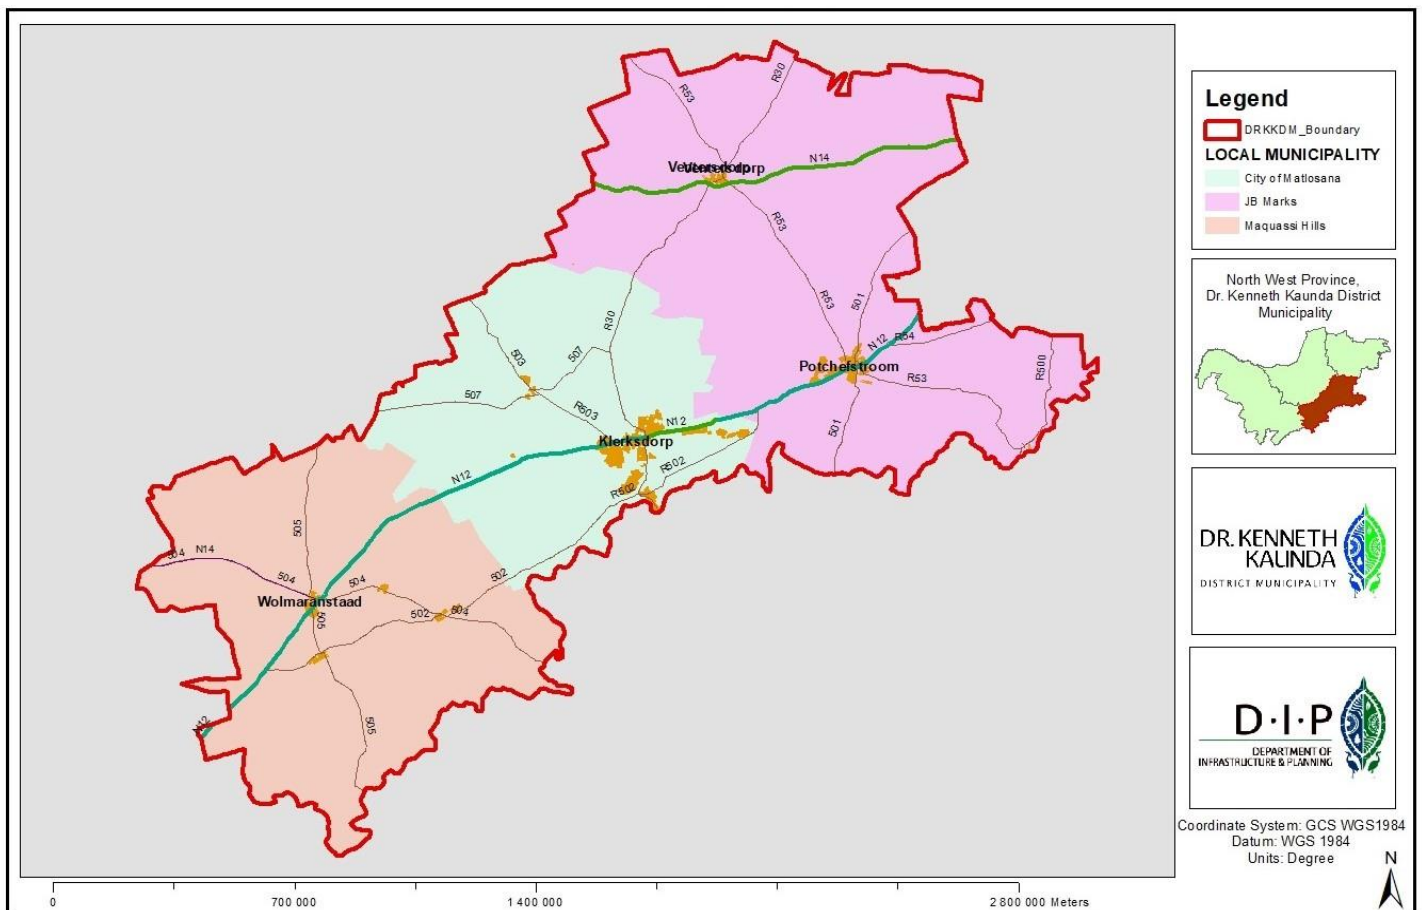 R53
R30
N14
Ventersdorp
Ventersdorp
R53
R30
R53
501
N12
R54
Potchefstroom
R53
R500
501
503
507
507
R503
N12
Klerksdorp
R502
R502
N12
505
504
N14
504
504
502
Wolmaranstaad
505
502
504
505
N12
Legend
DRKKDM_Boundary
LOCAL MUNICIPALITY
City of Matlosana
JB Marks
Maquassi Hills
North West Province,
Dr. Kenneth Kaunda District
Municipality
DR. KENNETH
KAUNDA
DISTRICT MUNICIPALITY
D·I·P
DEPARTMENT OF
INFRASTRUCTURE & PLANNING
Coordinate System: GCS WGS1984
Datum: WGS 1984
Units: Degree
N
0 700 000 1 400 000 2 800 000 Meters